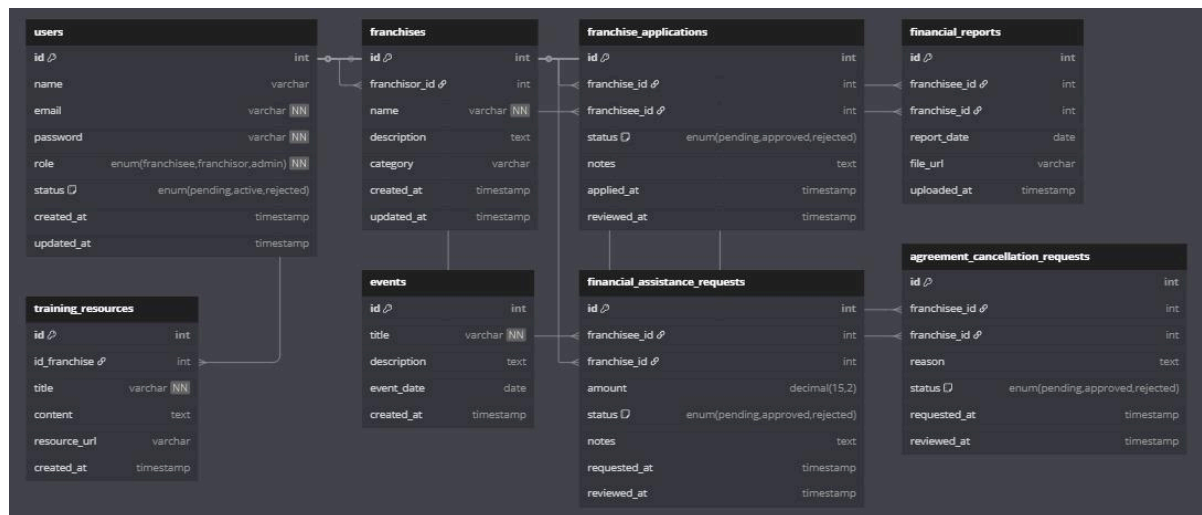 users
id int
name varchar
email varchar NN
password varchar NN
role enum(franchisee,franchisor,admin) NN
status enum(pending,active,rejected)
created_at timestamp
updated_at timestamp
franchises
id int
franchisor_id int
name varchar NN
description text
category varchar
created_at timestamp
updated_at timestamp
franchise_applications
id int
franchise_id int
franchisee_id int
status enum(pending,approved,rejected)
notes text
applied_at timestamp
reviewed_at timestamp
financial_reports
id int
franchisee_id int
franchise_id int
report_date date
file_url varchar
uploaded_at timestamp
training_resources
id int
id_franchise int
title varchar NN
content text
resource_url varchar
created_at timestamp
events
id int
title varchar NN
description text
event_date date
created_at timestamp
financial_assistance_requests
id int
franchisee_id int
franchise_id int
amount decimal(15,2)
status enum(pending,approved,rejected)
notes text
requested_at timestamp
reviewed_at timestamp
agreement_cancellation_requests
id int
franchisee_id int
franchise_id int
reason text
status enum(pending,approved,rejected)
requested_at timestamp
reviewed_at timestamp